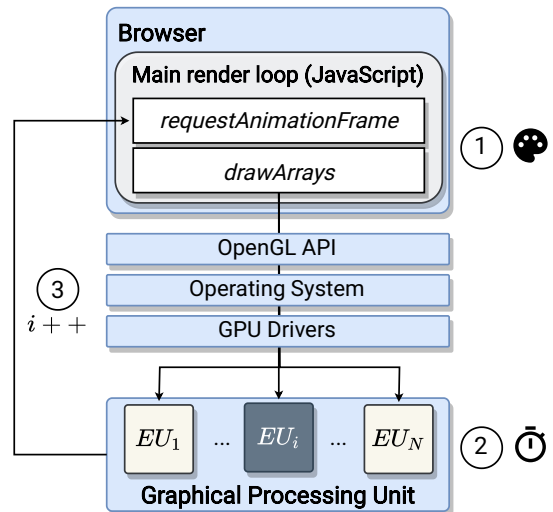 Browser
Main render loop (JavaScript)
requestAnimationFrame
drawArrays
1
OpenGL API
Operating System
GPU Drivers
3
i + +
EU₁ ... EUᵢ ... EU_N
2
Graphical Processing Unit